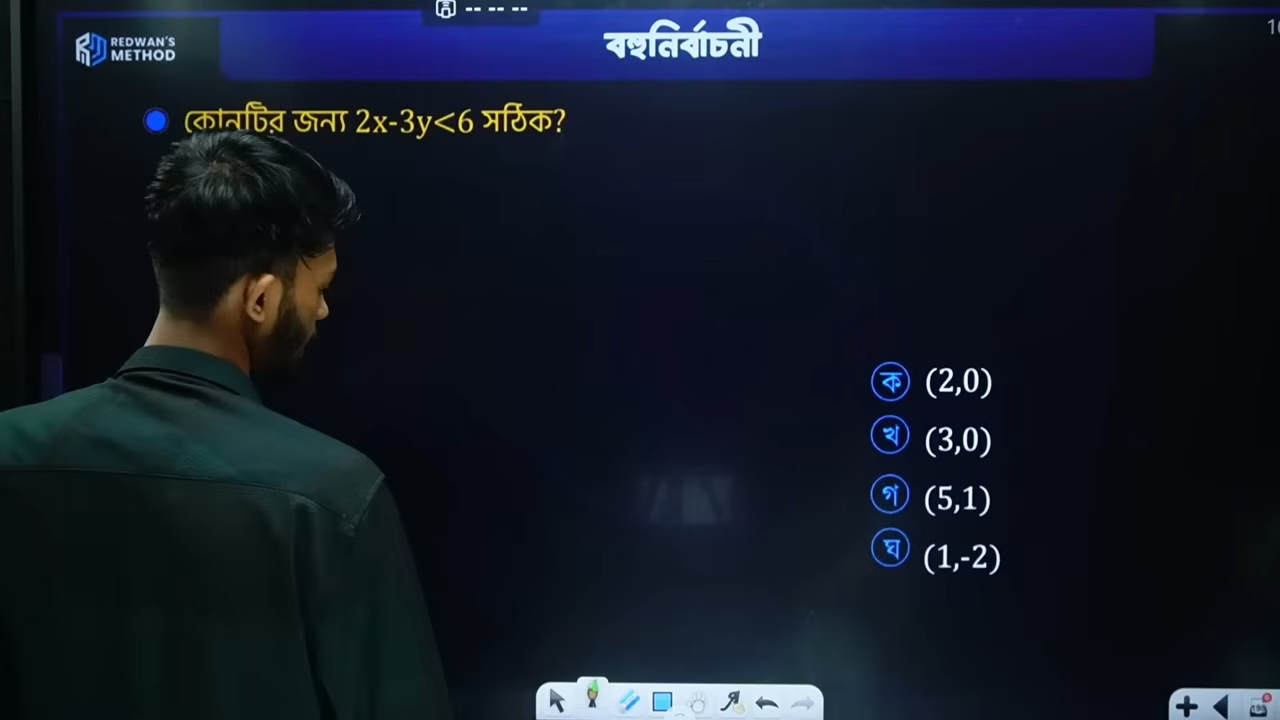 REDWAN'S
METHOD
বহুনির্বাচনী
কোনটির জন্য 2x-3y<6 সঠিক?
ক (2,0)
খ (3,0)
গ (5,1)
ঘ (1,-2)